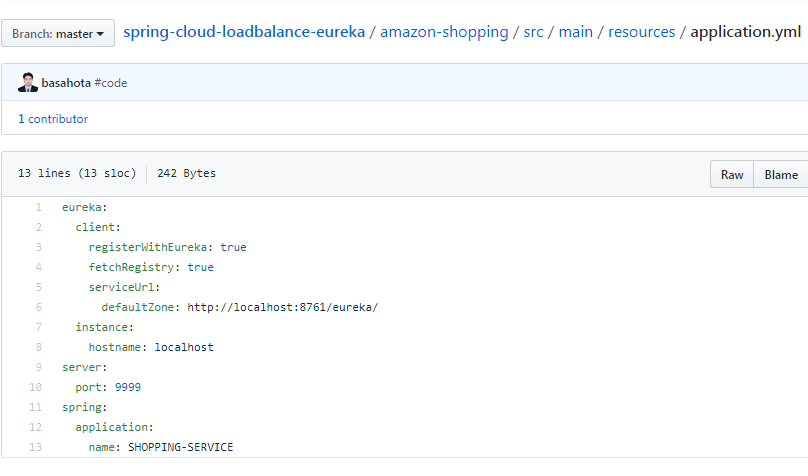 Branch: master spring-cloud-loadbalance-eureka / amazon-shopping / src / main / resources / application.yml
basahota #code
1 contributor
13 lines (13 sloc) 242 Bytes Raw Blame
1 eureka:
2   client:
3     registerWithEureka: true
4     fetchRegistry: true
5     serviceUrl:
6       defaultZone: http://localhost:8761/eureka/
7   instance:
8     hostname: localhost
9 server:
10   port: 9999
11 spring:
12   application:
13     name: SHOPPING-SERVICE